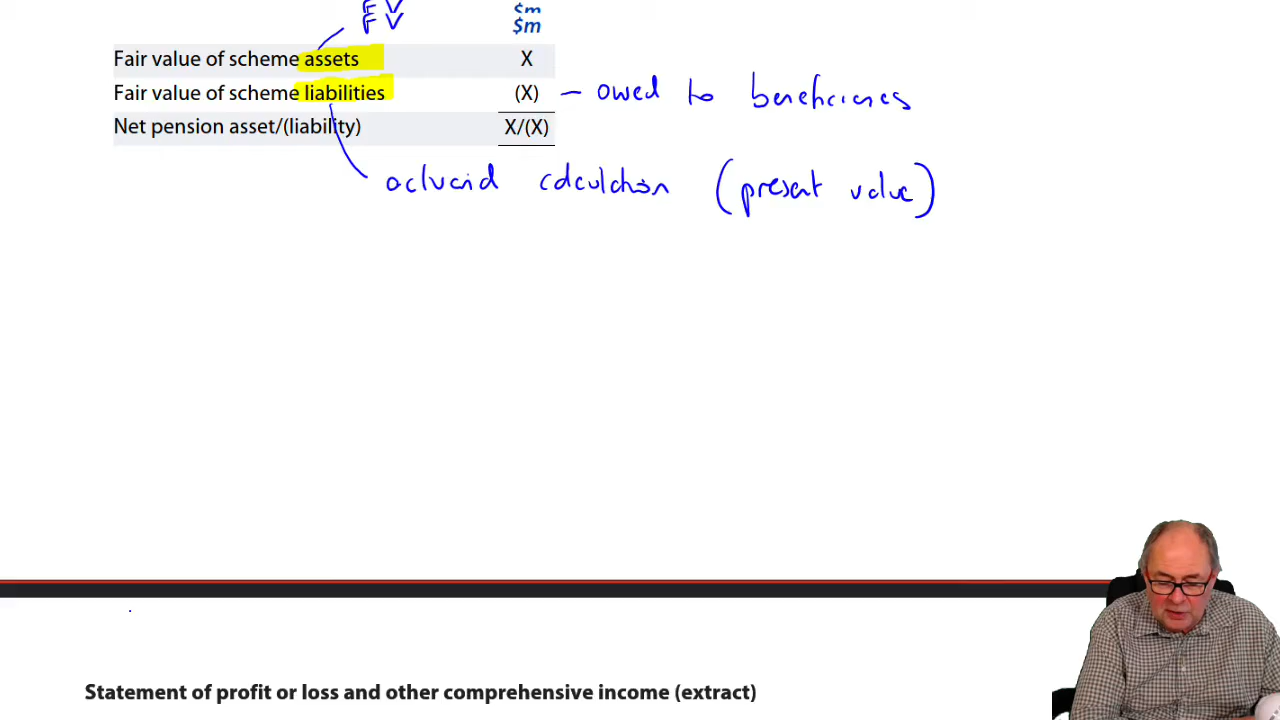 FV $m
FV $m
Fair value of scheme assets X
Fair value of scheme liabilities (X) – owed to beneficiaries
Net pension asset/(liability) X/(X)
actuarial calculation (present value)
Statement of profit or loss and other comprehensive income (extract)